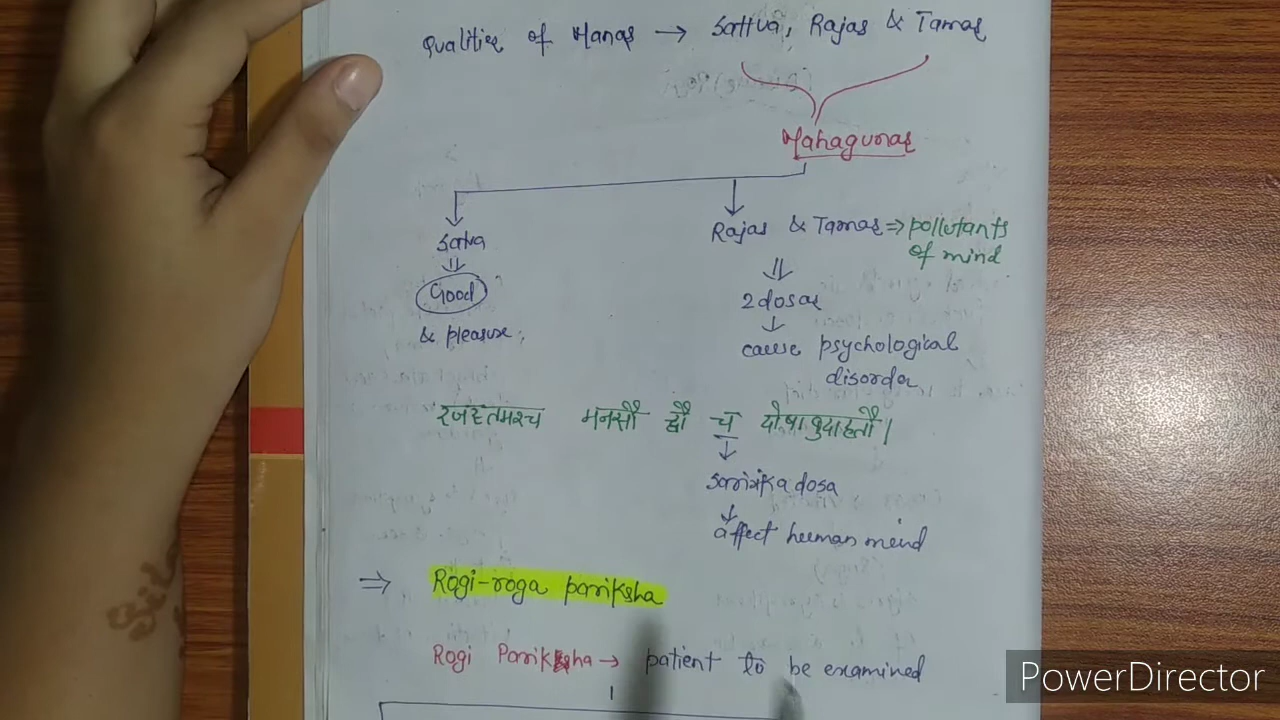 Qualities of Manas → Sattva, Rajas & Tamas
Mahagunas
Satva
Rajas & Tamas ⇒ pollutants of mind
Good
& pleasure,
2 dosas
cause psychological
disorder
रजस्तमश्च मनसौ द्वौ च दोषावुदाहृतौ।
saririka dosa
affect human mind
⇒ Rogi-roga pariksha
Rogi Pariksha → patient to be examined
PowerDirector